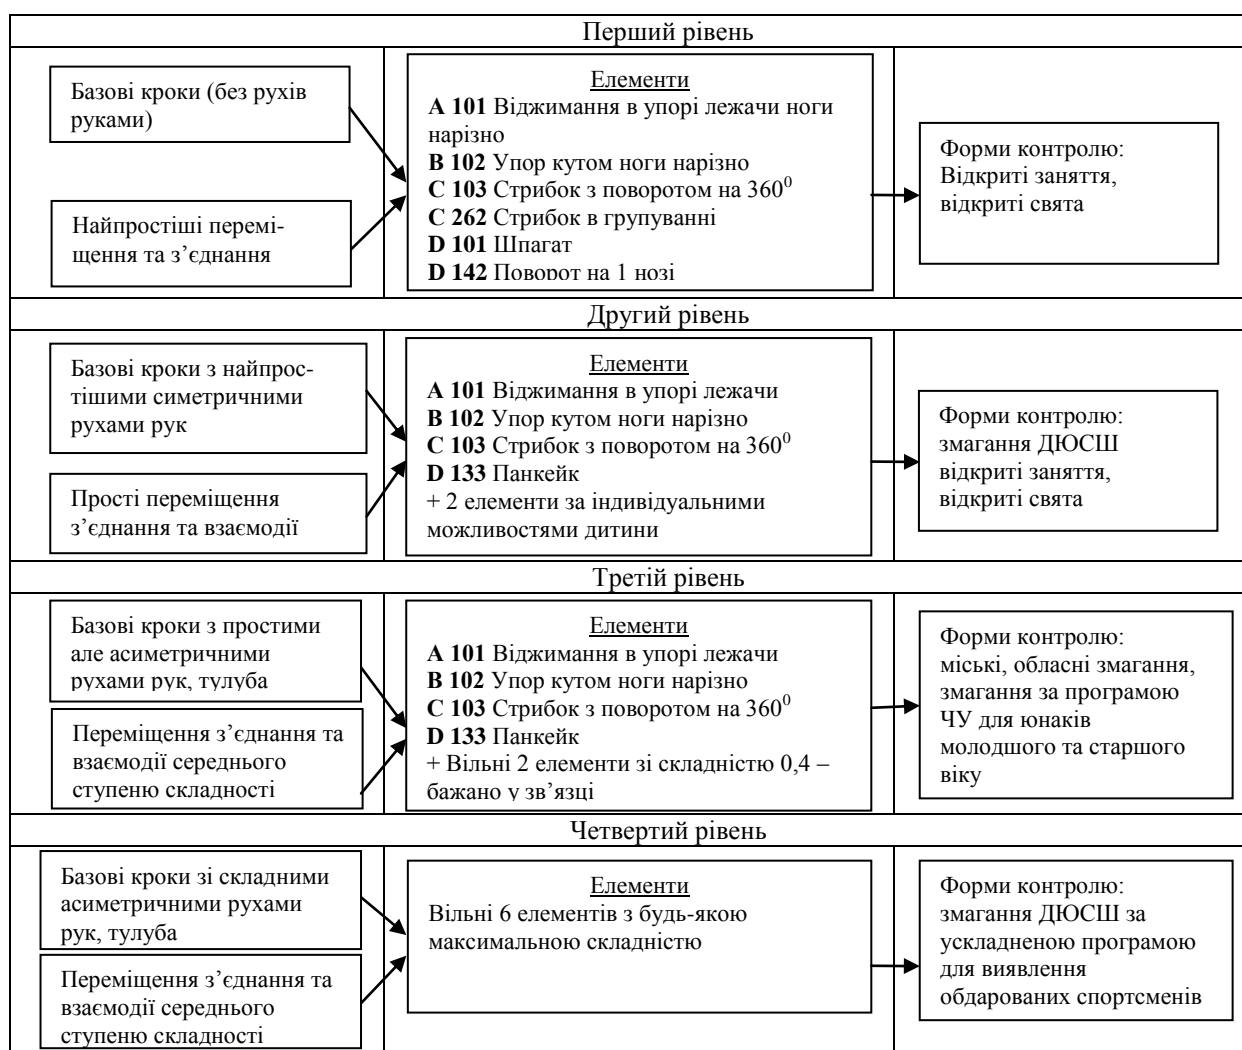 Перший рівень
Базові кроки (без рухів
руками)
Найпростіші перемі-
щення та з’єднання
Елементи
А 101 Віджимання в упорі лежачи ноги
нарізно
В 102 Упор кутом ноги нарізно
С 103 Стрибок з поворотом на 360⁰
С 262 Стрибок в групуванні
D 101 Шпагат
D 142 Поворот на 1 нозі
Форми контролю:
Відкриті заняття,
відкриті свята
Другий рівень
Базові кроки з найпрос-
тішими симетричними
рухами рук
Прості переміщення
з’єднання та взаємодії
Елементи
А 101 Віджимання в упорі лежачи
В 102 Упор кутом ноги нарізно
С 103 Стрибок з поворотом на 360⁰
D 133 Панкейк
+ 2 елементи за індивідуальними
можливостями дитини
Форми контролю:
змагання ДЮСШ
відкриті заняття,
відкриті свята
Третій рівень
Базові кроки з простими
але асиметричними
рухами рук, тулуба
Переміщення з’єднання та
взаємодії середнього
ступеню складності
Елементи
А 101 Віджимання в упорі лежачи
В 102 Упор кутом ноги нарізно
С 103 Стрибок з поворотом на 360⁰
D 133 Панкейк
+ Вільні 2 елементи зі складністю 0,4 –
бажано у зв’язці
Форми контролю:
міські, обласні змагання,
змагання за програмою
ЧУ для юнаків
молодшого та старшого
віку
Четвертий рівень
Базові кроки зі складними
асиметричними рухами
рук, тулуба
Переміщення з’єднання та
взаємодії середнього
ступеню складності
Елементи
Вільні 6 елементів з будь-якою
максимальною складністю
Форми контролю:
змагання ДЮСШ за
ускладненою програмою
для виявлення
обдарованих спортсменів